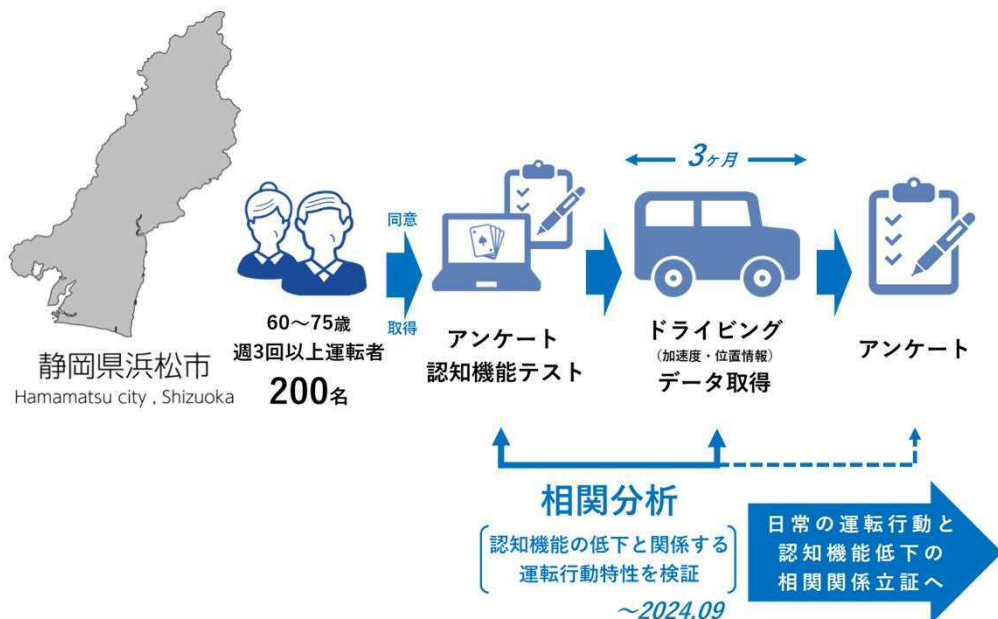 静岡県浜松市
Hamamatsu city , Shizuoka
60〜75歳
週3回以上運転者
200名
同意
取得
アンケート
認知機能テスト
3ヶ月
ドライビング
(加速度・位置情報)
データ取得
アンケート
相関分析
認知機能の低下と関係する
運転行動特性を検証
〜2024.09
日常の運転行動と
認知機能低下の
相関関係立証へ